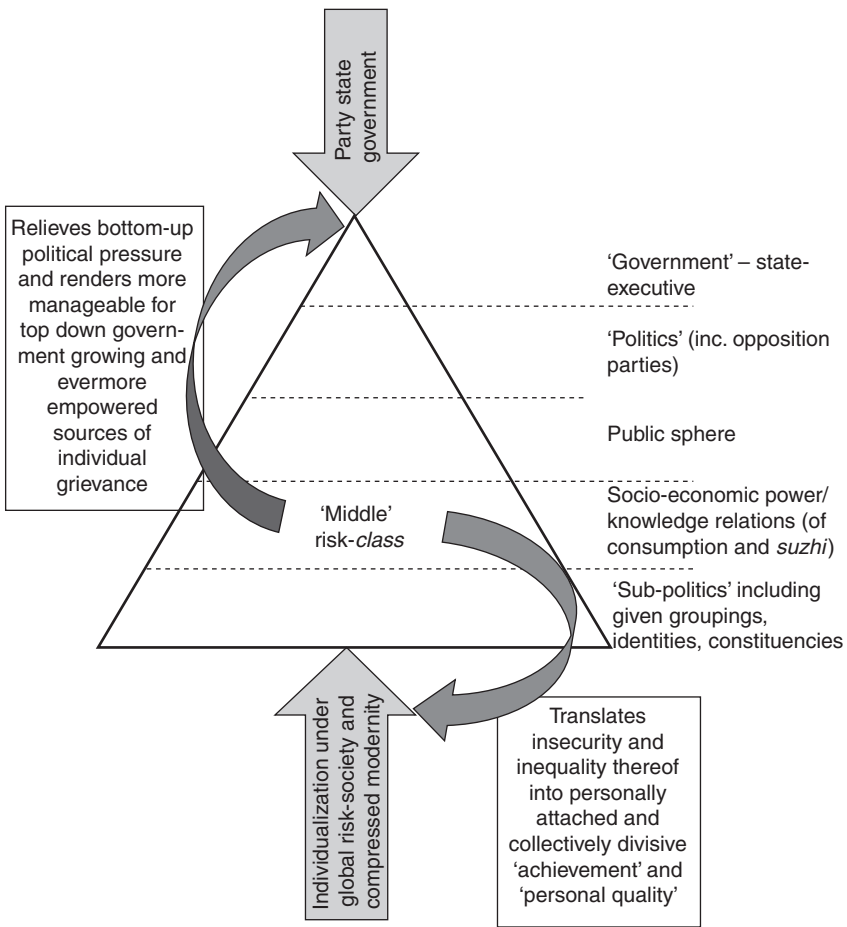 Party state
government
Relieves bottom-up
political pressure
and renders more
manageable for
top down govern-
ment growing and
evermore
empowered
sources of
individual
grievance
‘Government’ – state-
executive
‘Politics’ (inc. opposition
parties)
Public sphere
Socio-economic power/
knowledge relations (of
consumption and suzhi)
‘Middle’
risk-class
‘Sub-politics’ including
given groupings,
identities, constituencies
Individualization under
global risk-society and
compressed modernity
Translates
insecurity and
inequality thereof
into personally
attached and
collectively divisive
‘achievement’ and
‘personal quality’